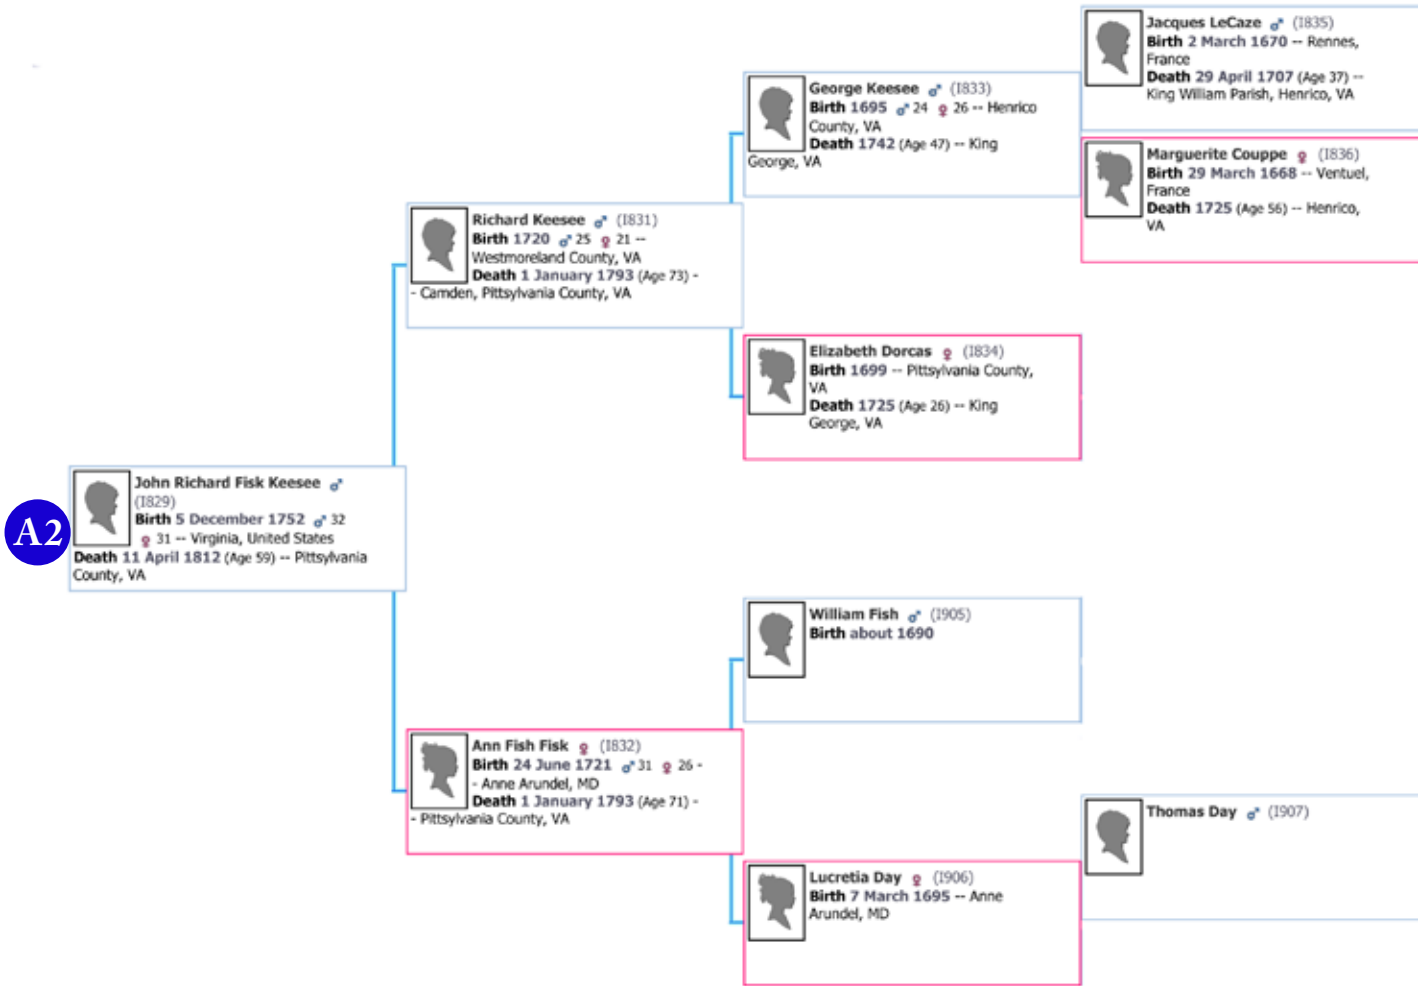 Jacques LeCaze ♂ (I835)
Birth 2 March 1670 -- Rennes,
France
Death 29 April 1707 (Age 37) --
King William Parish, Henrico, VA
George Keesee ♂ (I833)
Birth 1695 ♂ 24 ♀ 26 -- Henrico
County, VA
Death 1742 (Age 47) -- King
George, VA
Marguerite Couppe ♀ (I836)
Birth 29 March 1668 -- Ventuel,
France
Death 1725 (Age 56) -- Henrico,
VA
Richard Keesee ♂ (I831)
Birth 1720 ♂ 25 ♀ 21 --
Westmoreland County, VA
Death 1 January 1793 (Age 73) -
- Camden, Pittsylvania County, VA
Elizabeth Dorcas ♀ (I834)
Birth 1699 -- Pittsylvania County,
VA
Death 1725 (Age 26) -- King
George, VA
A2
John Richard Fisk Keesee ♂
(I829)
Birth 5 December 1752 ♂ 32
♀ 31 -- Virginia, United States
Death 11 April 1812 (Age 59) -- Pittsylvania
County, VA
William Fish ♂ (I905)
Birth about 1690
Ann Fish Fisk ♀ (I832)
Birth 24 June 1721 ♂ 31 ♀ 26 -
- Anne Arundel, MD
Death 1 January 1793 (Age 71) -
- Pittsylvania County, VA
Thomas Day ♂ (I907)
Lucretia Day ♀ (I906)
Birth 7 March 1695 -- Anne
Arundel, MD